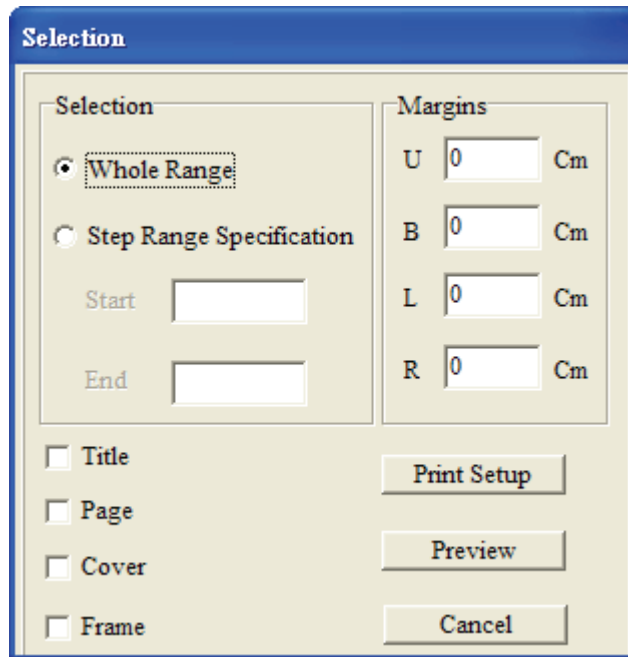 Selection
Selection
Whole Range
Step Range Specification
Start
End
Margins
U 0 Cm
B 0 Cm
L 0 Cm
R 0 Cm
Title
Page
Cover
Frame
Print Setup
Preview
Cancel